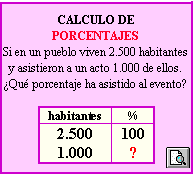 CALCULO DE
PORCENTAJES
Si en un pueblo viven 2.500 habitantes
y asistieron a un acto 1.000 de ellos.
¿Qué porcentaje ha asistido al evento?
habitantes %
2.500 100
1.000 ?